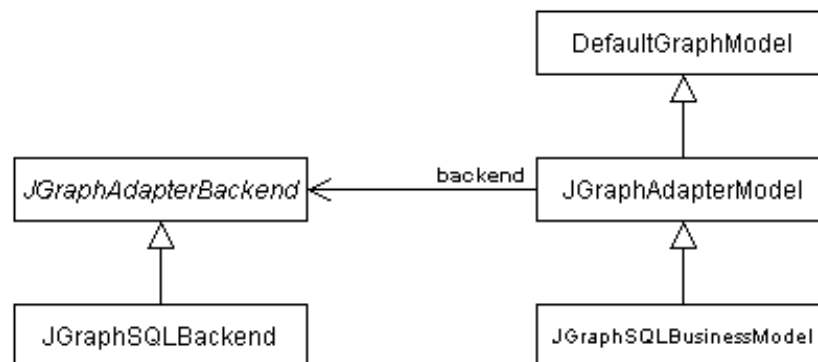 DefaultGraphModel
backend
JGraphAdapterBackend
JGraphAdapterModel
JGraphSQLBackend
JGraphSQLBusinessModel